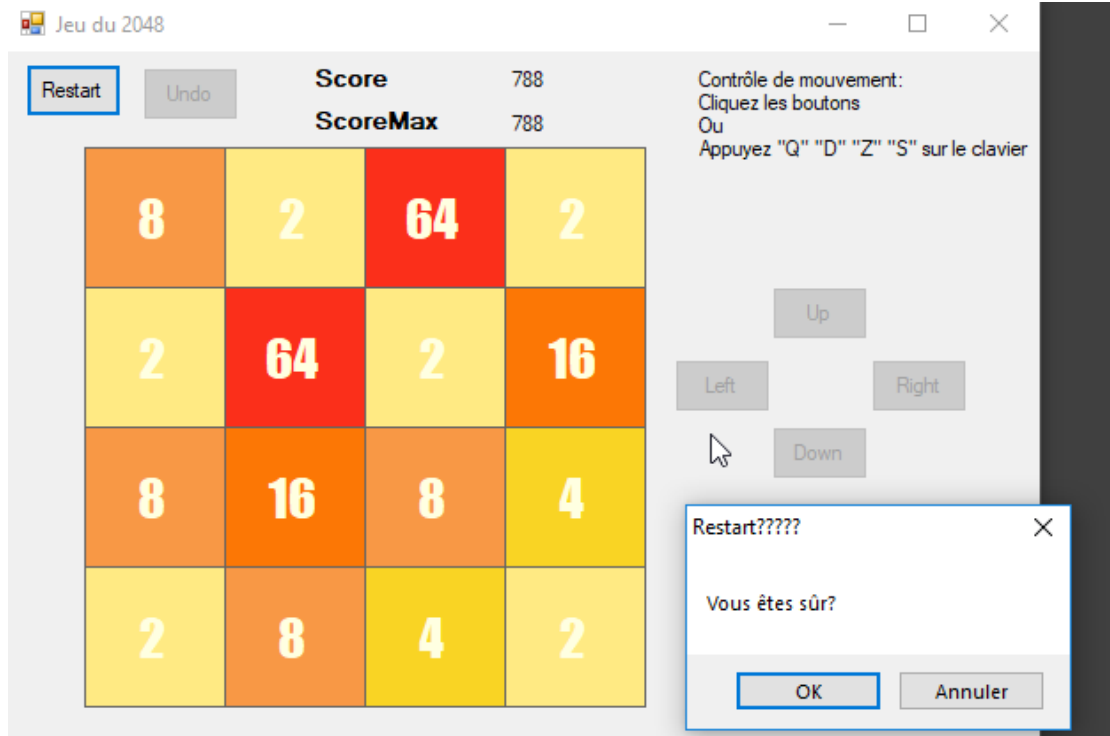 Jeu du 2048
Restart
Undo
Score 788
ScoreMax 788
Contrôle de mouvement:
Cliquez les boutons
Ou
Appuyez "Q" "D" "Z" "S" sur le clavier
8 2 64 2
2 64 2 16
8 16 8 4
2 8 4 2
Up
Left
Right
Down
Restart?????
Vous êtes sûr?
OK
Annuler